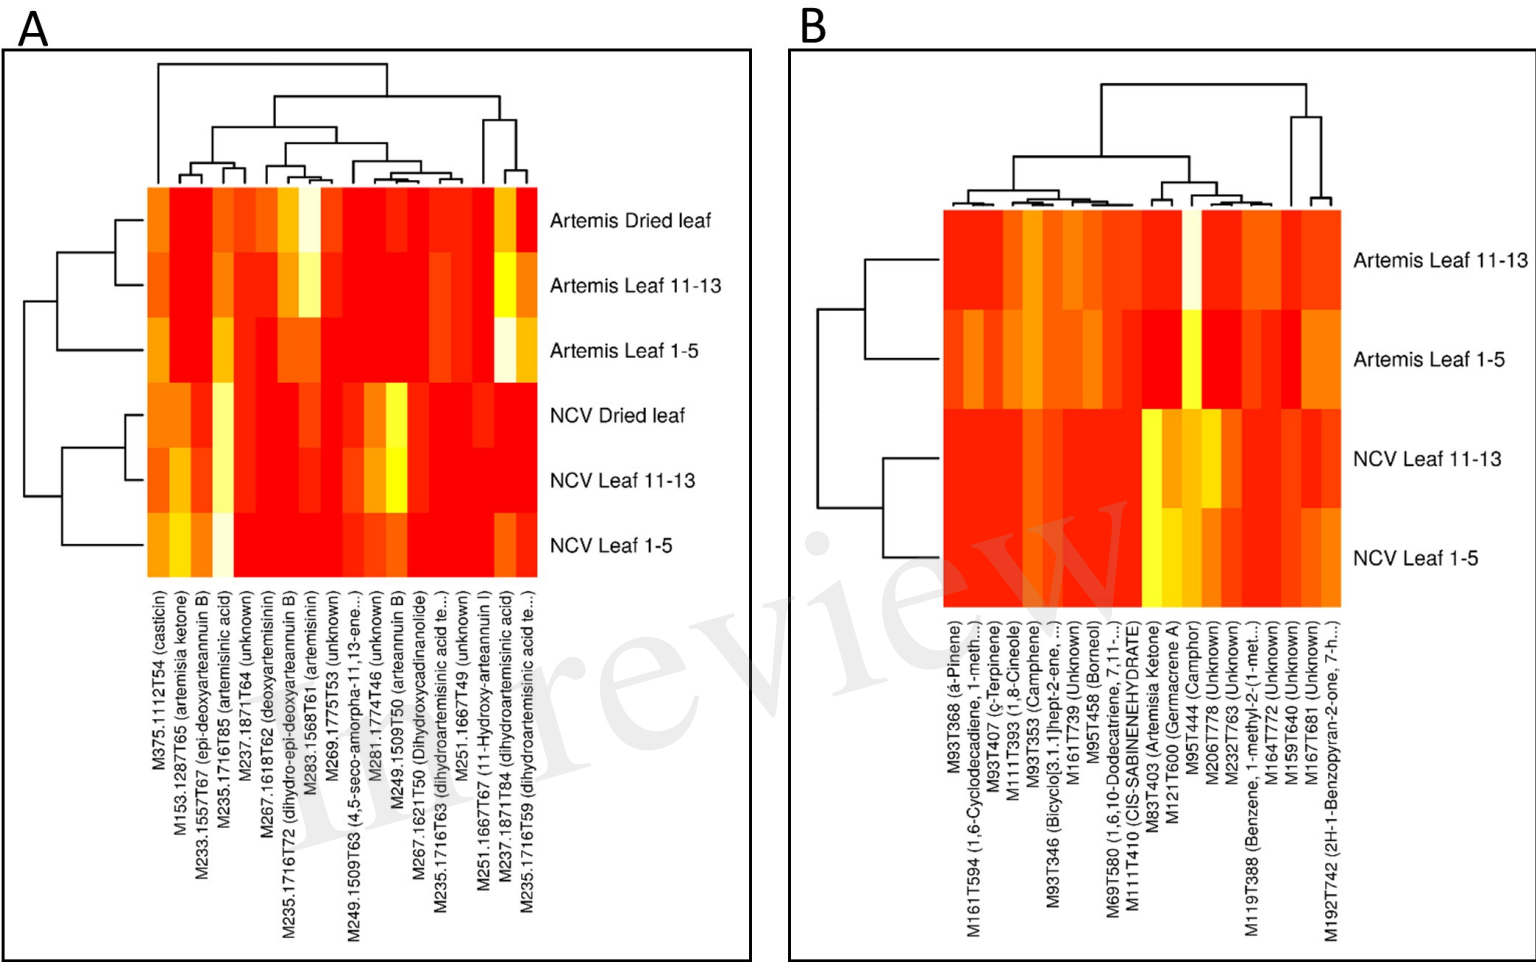 A
B
Artemis Dried leaf
Artemis Leaf 11-13
Artemis Leaf 1-5
NCV Dried leaf
NCV Leaf 11-13
NCV Leaf 1-5
M375.1112T54 (casticin)
M153.1287T65 (artemisia ketone)
M233.1557T67 (epi-deoxyarteannuin B)
M235.1716T85 (artemisinic acid)
M237.1871T64 (unknown)
M267.1618T62 (deoxyartemisinin)
M235.1716T72 (dihydro-epi-deoxyarteannuin B)
M283.1568T61 (artemisinin)
M269.1775T53 (unknown)
M249.1509T63 (4,5-seco-amorpha-11,13-ene...)
M281.1774T46 (unknown)
M249.1509T50 (arteannuin B)
M267.1621T50 (Dihydroxycadinanolide)
M235.1716T63 (dihydroartemisinic acid te...)
M251.1667T49 (unknown)
M251.1667T67 (11-Hydroxy-arteannuin I)
M237.1871T84 (dihydroartemisinic acid)
M235.1716T59 (dihydroartemisinic acid te...)
Artemis Leaf 11-13
Artemis Leaf 1-5
NCV Leaf 11-13
NCV Leaf 1-5
M93T368 (á-Pinene)
M161T594 (1,6-Cyclodecadiene, 1-meth...
M93T407 (ç-Terpinene)
M111T393 (1,8-Cineole)
M93T353 (Camphene)
M93T346 (Bicyclo[3.1.1]hept-2-ene, ...
M161T739 (Unknown)
M95T458 (Borneol)
M69T580 (1,6,10-Dodecatriene, 7,11-...
M111T410 (CIS-SABINENEHYDRATE)
M83T403 (Artemisia Ketone)
M121T600 (Germacrene A)
M95T444 (Camphor)
M206T778 (Unknown)
M232T763 (Unknown)
M119T388 (Benzene, 1-methyl-2-(1-met...)
M164T772 (Unknown)
M159T640 (Unknown)
M167T681 (Unknown)
M192T742 (2H-1-Benzopyran-2-one, 7-h...
In review